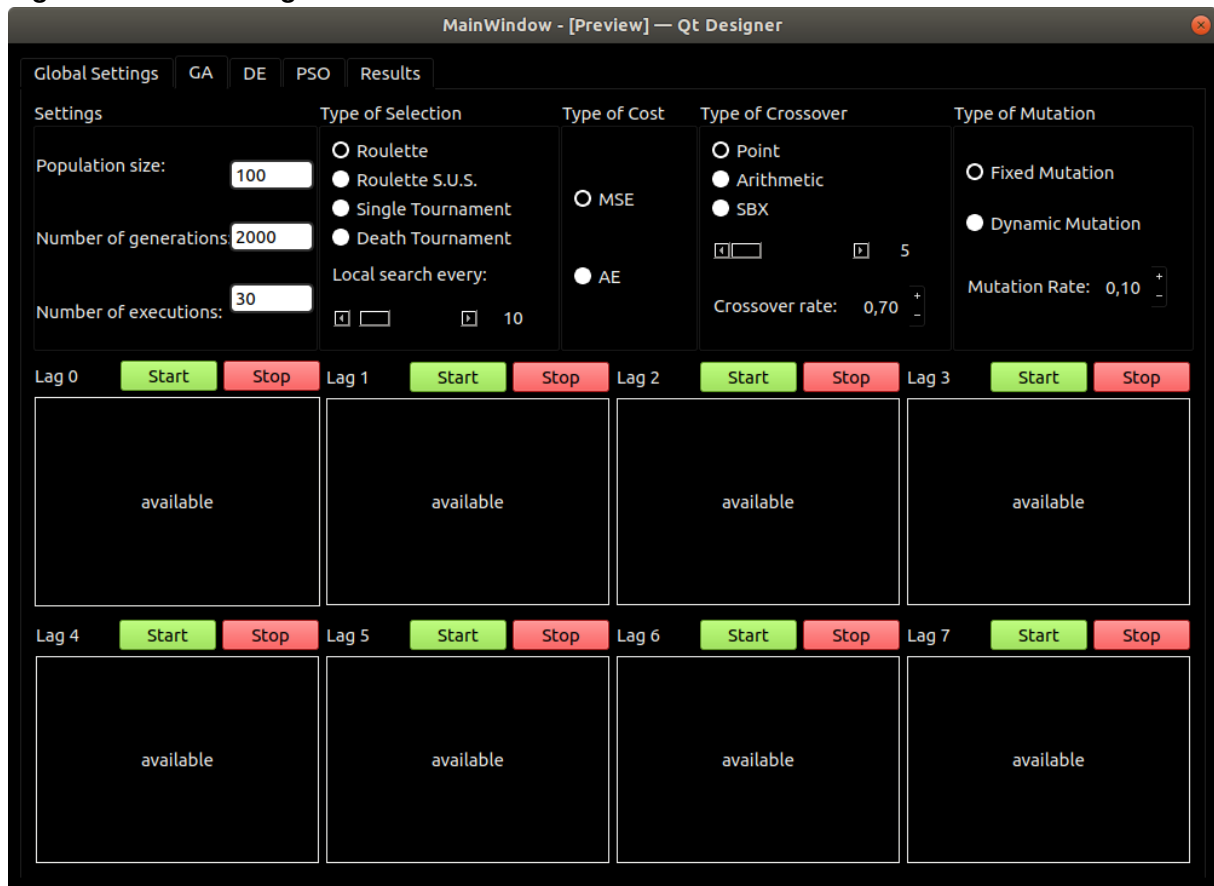 MainWindow - [Preview] — Qt Designer
Global Settings GA DE PSO Results
Settings
Population size: 100
Number of generations: 2000
Number of executions: 30
Type of Selection
Roulette
Roulette S.U.S.
Single Tournament
Death Tournament
Local search every:
10
Type of Cost
MSE
AE
Type of Crossover
Point
Arithmetic
SBX
5
Crossover rate: 0,70 + -
Type of Mutation
Fixed Mutation
Dynamic Mutation
Mutation Rate: 0,10 + -
Lag 0 Start Stop Lag 1 Start Stop Lag 2 Start Stop Lag 3 Start Stop
available available available available
Lag 4 Start Stop Lag 5 Start Stop Lag 6 Start Stop Lag 7 Start Stop
available available available available